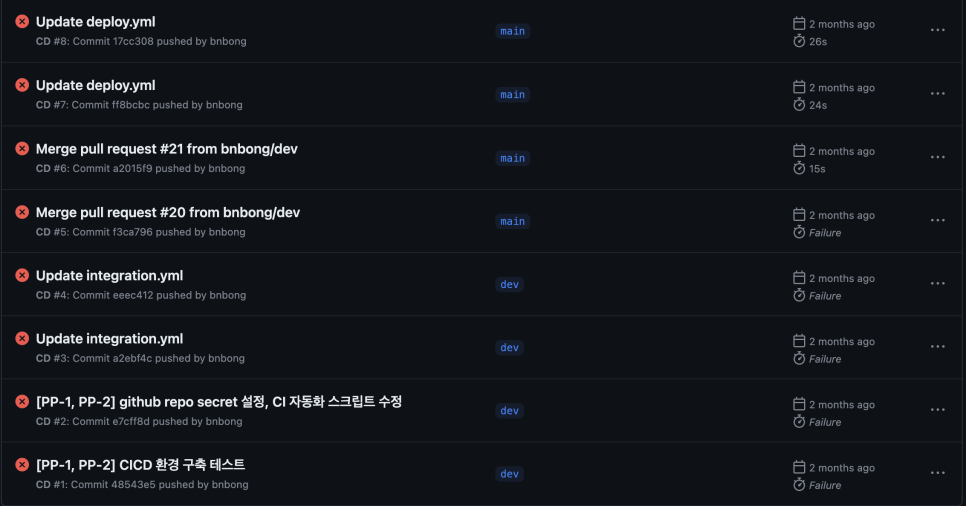 Update deploy.yml
CD #8: Commit 17cc308 pushed by bnbong
main
2 months ago
26s
Update deploy.yml
CD #7: Commit ff8bcbc pushed by bnbong
main
2 months ago
24s
Merge pull request #21 from bnbong/dev
CD #6: Commit a2015f9 pushed by bnbong
main
2 months ago
15s
Merge pull request #20 from bnbong/dev
CD #5: Commit f3ca796 pushed by bnbong
main
2 months ago
Failure
Update integration.yml
CD #4: Commit eeec412 pushed by bnbong
dev
2 months ago
Failure
Update integration.yml
CD #3: Commit a2ebf4c pushed by bnbong
dev
2 months ago
Failure
[PP-1, PP-2] github repo secret 설정, CI 자동화 스크립트 수정
CD #2: Commit e7cff8d pushed by bnbong
dev
2 months ago
Failure
[PP-1, PP-2] CICD 환경 구축 테스트
CD #1: Commit 48543e5 pushed by bnbong
dev
2 months ago
Failure